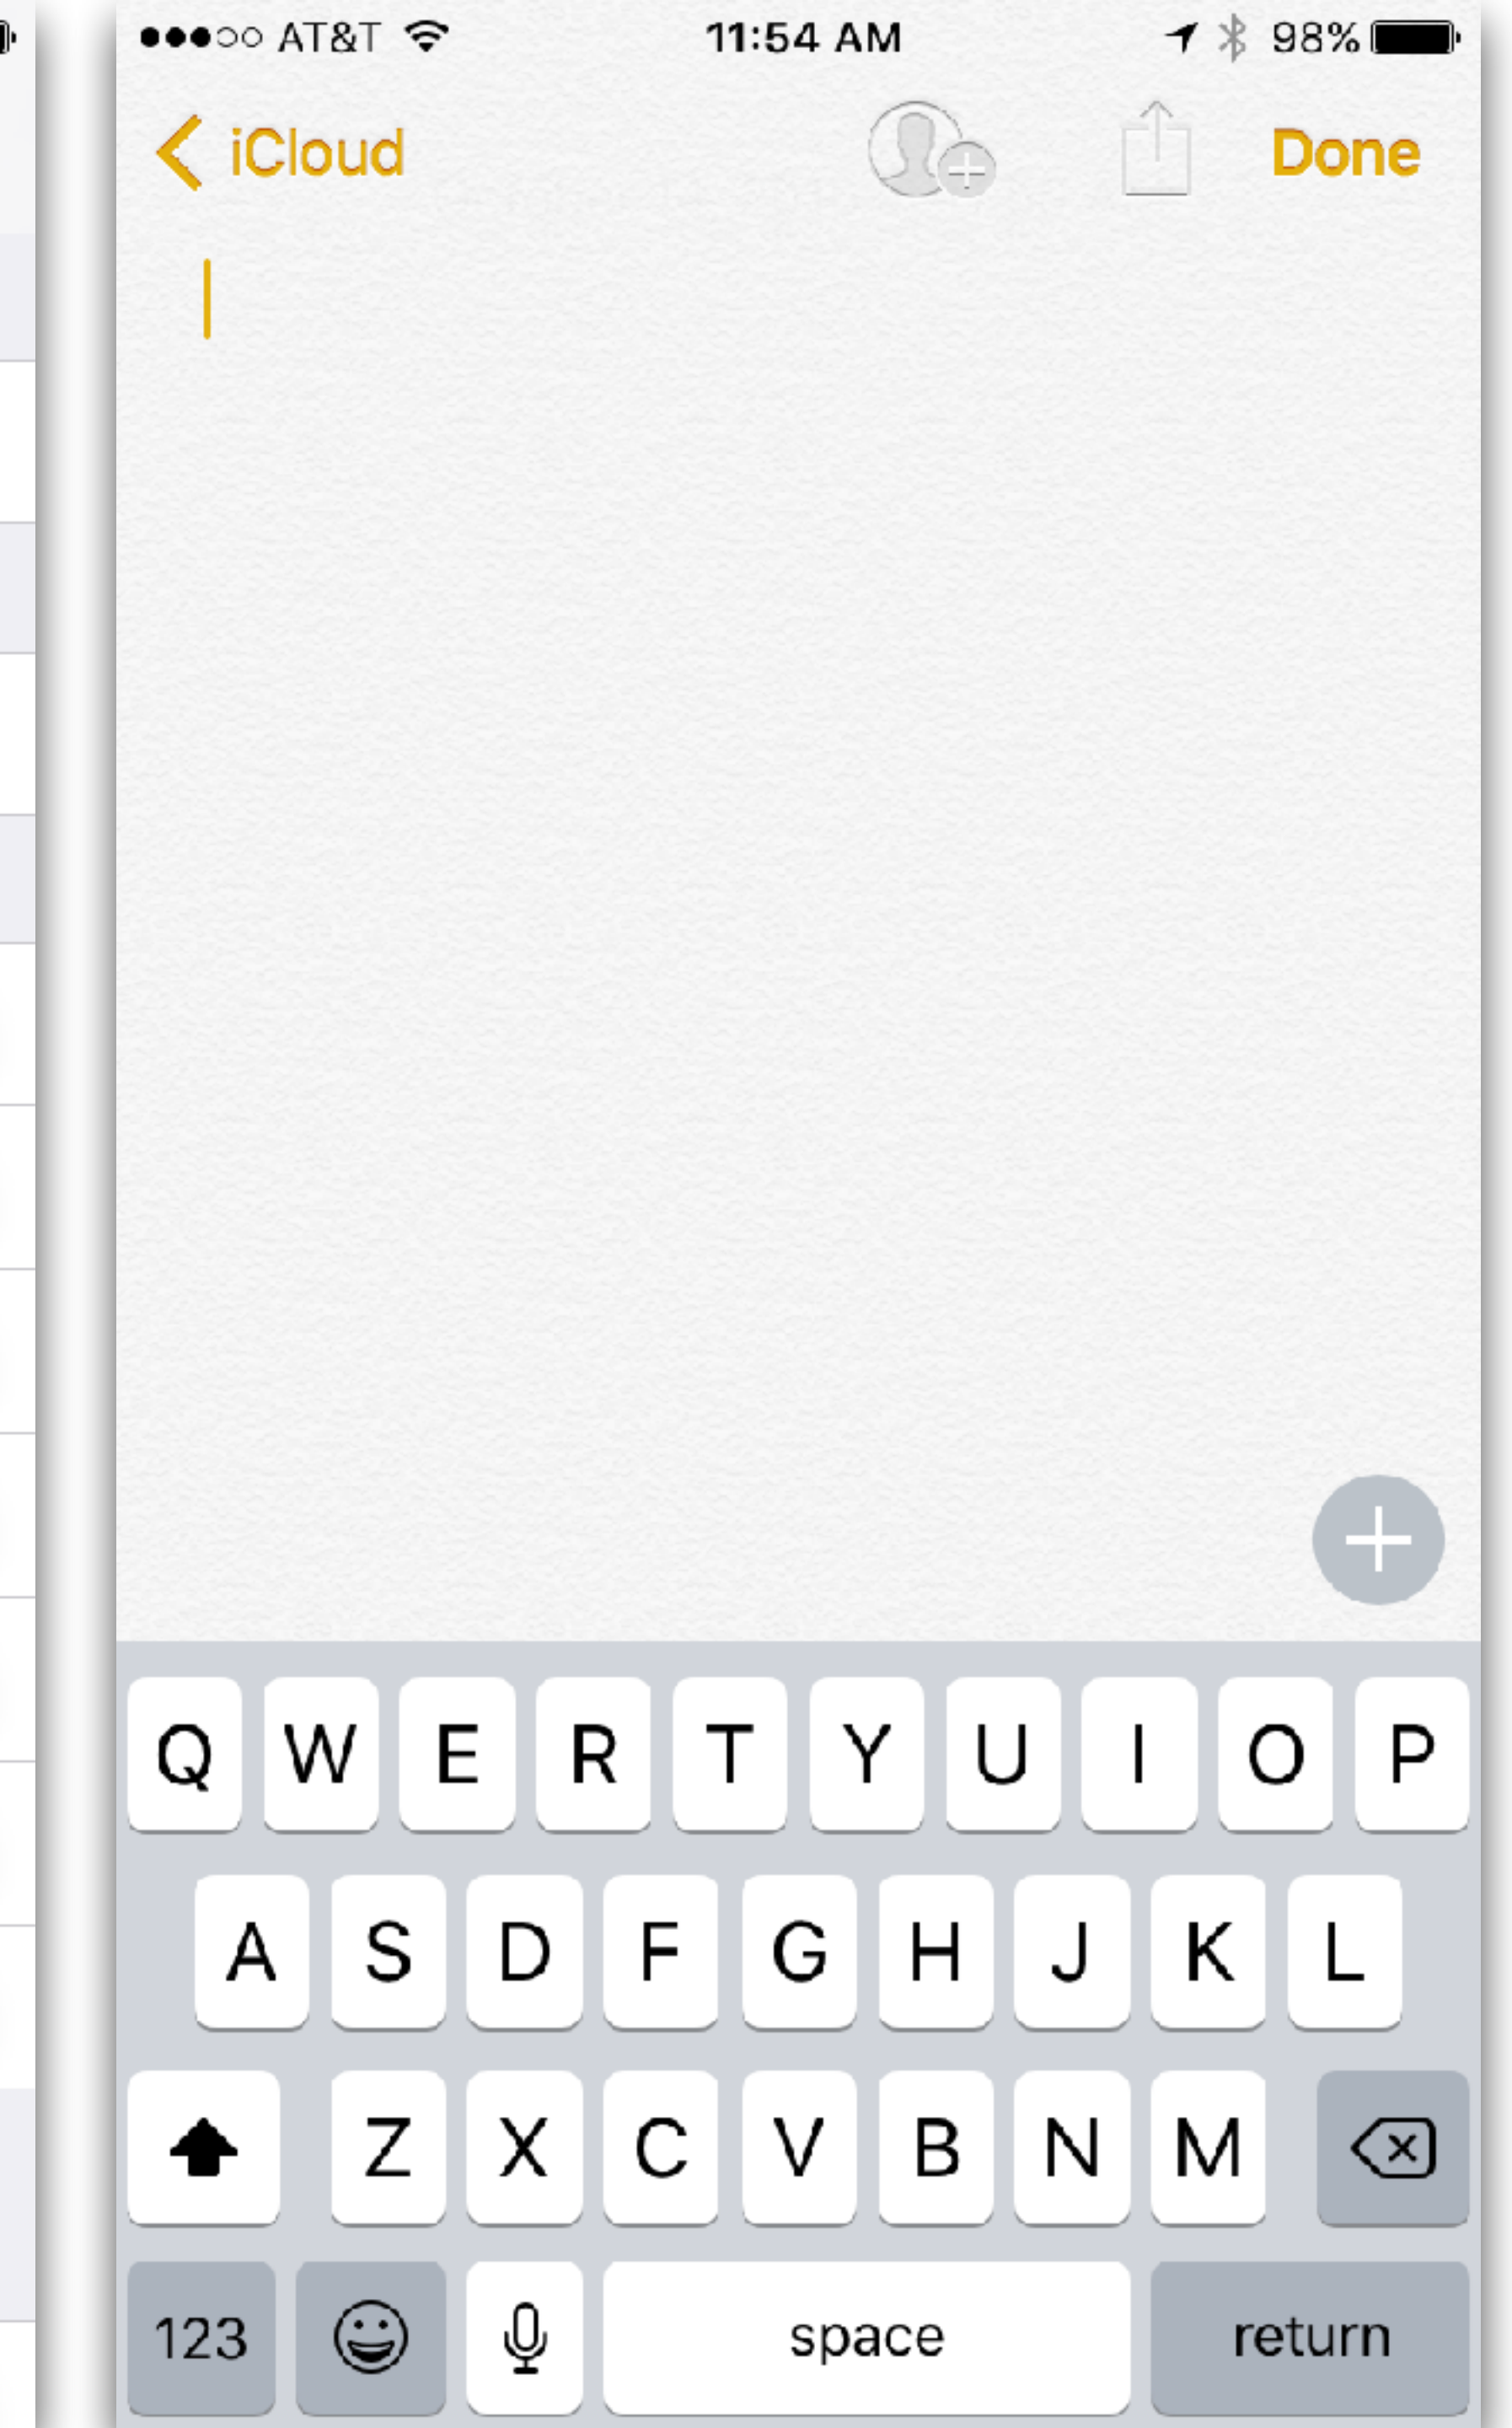 AT&T 11:54 AM 98%
iCloud Done
Q W E R T Y U I O P
A S D F G H J K L
Z X C V B N M
123 space return